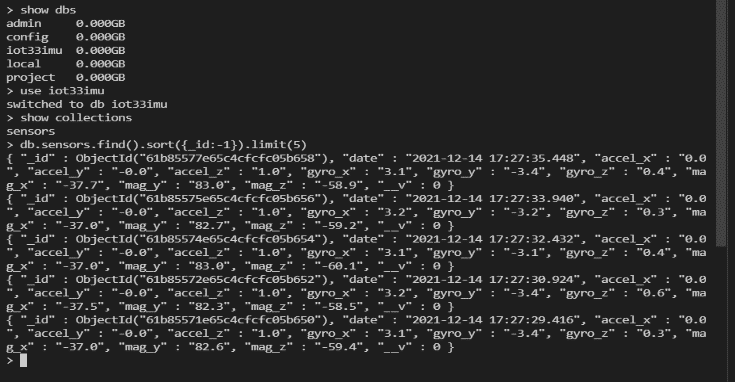 > show dbs
admin     0.000GB
config    0.000GB
iot33imu  0.000GB
local     0.000GB
project   0.000GB
> use iot33imu
switched to db iot33imu
> show collections
sensors
> db.sensors.find().sort({_id:-1}).limit(5)
{ "_id" : ObjectId("61b85577e65c4cfcfc05b658"), "date" : "2021-12-14 17:27:35.448", "accel_x" : "0.0
", "accel_y" : "-0.0", "accel_z" : "1.0", "gyro_x" : "3.1", "gyro_y" : "-3.4", "gyro_z" : "0.4", "ma
g_x" : "-37.7", "mag_y" : "83.0", "mag_z" : "-58.9", "__v" : 0 }
{ "_id" : ObjectId("61b85575e65c4cfcfc05b656"), "date" : "2021-12-14 17:27:33.940", "accel_x" : "0.0
", "accel_y" : "-0.0", "accel_z" : "1.0", "gyro_x" : "3.2", "gyro_y" : "-3.2", "gyro_z" : "0.3", "ma
g_x" : "-37.0", "mag_y" : "82.7", "mag_z" : "-59.2", "__v" : 0 }
{ "_id" : ObjectId("61b85574e65c4cfcfc05b654"), "date" : "2021-12-14 17:27:32.432", "accel_x" : "0.0
", "accel_y" : "-0.0", "accel_z" : "1.0", "gyro_x" : "3.1", "gyro_y" : "-3.1", "gyro_z" : "0.4", "ma
g_x" : "-37.0", "mag_y" : "83.0", "mag_z" : "-60.1", "__v" : 0 }
{ "_id" : ObjectId("61b85572e65c4cfcfc05b652"), "date" : "2021-12-14 17:27:30.924", "accel_x" : "0.0
", "accel_y" : "-0.0", "accel_z" : "1.0", "gyro_x" : "3.2", "gyro_y" : "-3.4", "gyro_z" : "0.6", "ma
g_x" : "-37.5", "mag_y" : "82.3", "mag_z" : "-58.5", "__v" : 0 }
{ "_id" : ObjectId("61b85571e65c4cfcfc05b650"), "date" : "2021-12-14 17:27:29.416", "accel_x" : "0.0
", "accel_y" : "-0.0", "accel_z" : "1.0", "gyro_x" : "3.1", "gyro_y" : "-3.4", "gyro_z" : "0.3", "ma
g_x" : "-37.0", "mag_y" : "82.6", "mag_z" : "-59.4", "__v" : 0 }
>